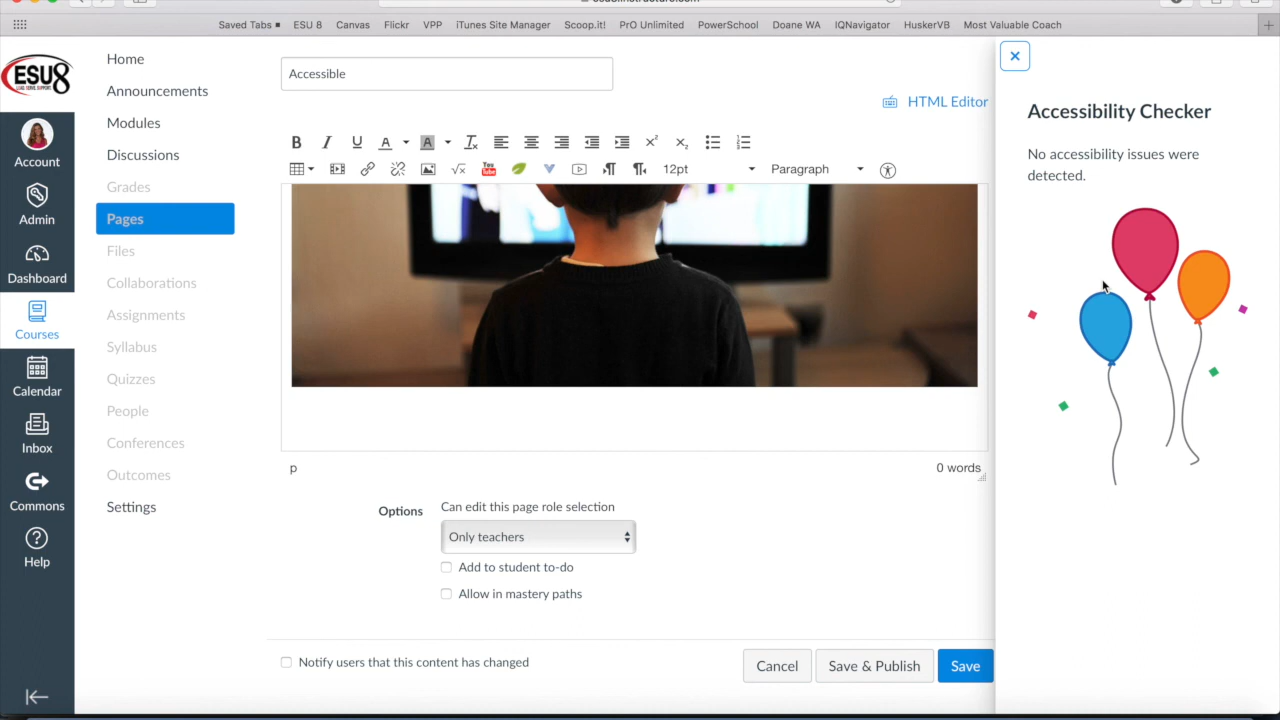 Saved Tabs ESU 8 Canvas Flickr VPP iTunes Site Manager Scoop.it! PrO Unlimited PowerSchool Doane WA IQNavigator HuskerVB Most Valuable Coach
ESU8
Account
Admin
Dashboard
Courses
Calendar
Inbox
Commons
Help
Home
Announcements
Modules
Discussions
Grades
Pages
Files
Collaborations
Assignments
Syllabus
Quizzes
People
Conferences
Outcomes
Settings
Accessible
HTML Editor
12pt Paragraph
p 0 words
Options Can edit this page role selection
Only teachers
Add to student to-do
Allow in mastery paths
Notify users that this content has changed
Cancel Save & Publish Save
Accessibility Checker
No accessibility issues were
detected.